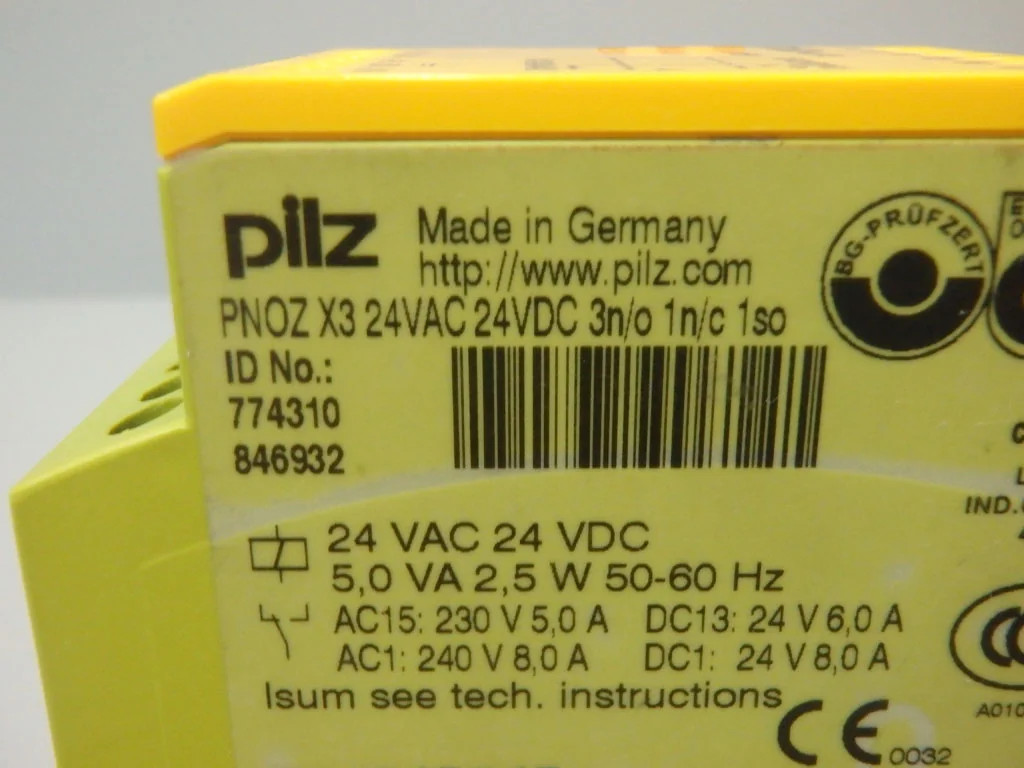 pilz
Made in Germany
http://www.pilz.com
BG-PRÜFZERT
PNOZ X3 24VAC 24VDC 3n/o 1n/c 1so
ID No.:
774310
846932
IND.
24 VAC 24 VDC
5,0 VA 2,5 W 50-60 Hz
AC15: 230 V 5,0 A DC13: 24 V 6,0 A
AC1: 240 V 8,0 A DC1: 24 V 8,0 A
Isum see tech. instructions
A010
CE 0032